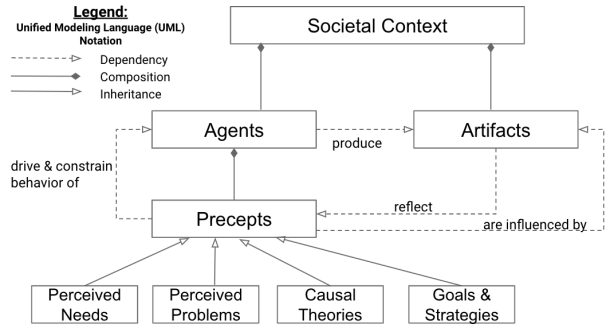 Legend:
Unified Modeling Language (UML)
Notation
Dependency
Composition
Inheritance
Societal Context
Agents
Artifacts
produce
drive & constrain
behavior of
Precepts
reflect
are influenced by
Perceived
Needs
Perceived
Problems
Causal
Theories
Goals &
Strategies